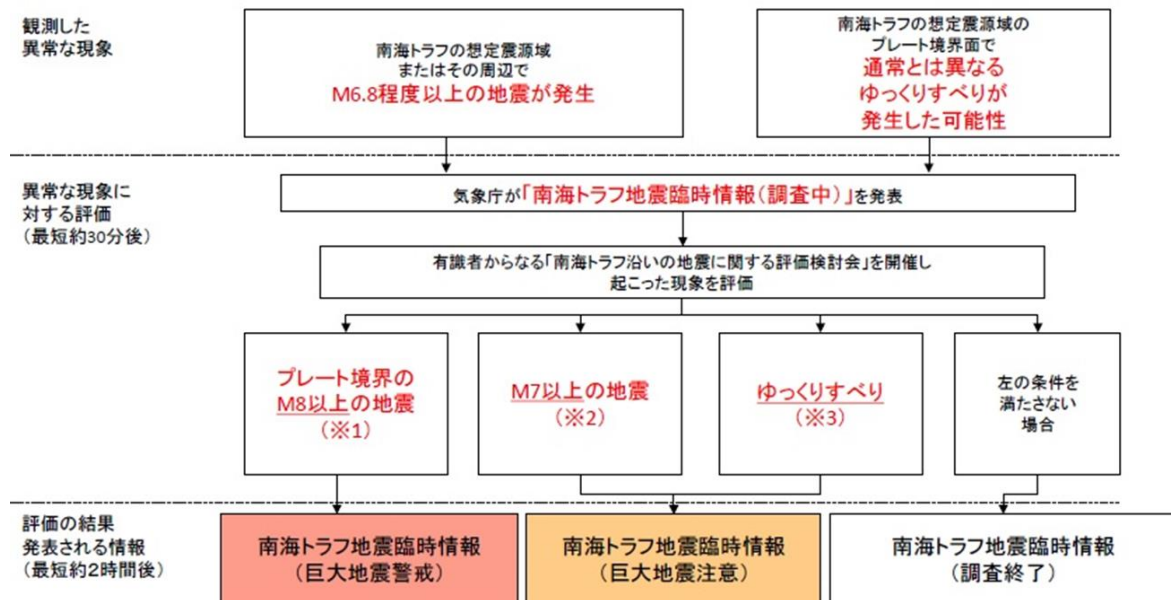 観測した
異常な現象
南海トラフの想定震源域
またはその周辺で
M6.8程度以上の地震が発生
南海トラフの想定震源域の
プレート境界面で
通常とは異なる
ゆっくりすべりが
発生した可能性
異常な現象に
対する評価
(最短約30分後)
気象庁が「南海トラフ地震臨時情報(調査中)」を発表
有識者からなる「南海トラフ沿いの地震に関する評価検討会」を開催し
起こった現象を評価
プレート境界の
M8以上の地震
(※1)
M7以上の地震
(※2)
ゆっくりすべり
(※3)
左の条件を
満たさない
場合
評価の結果
発表される情報
(最短約2時間後)
南海トラフ地震臨時情報
(巨大地震警戒)
南海トラフ地震臨時情報
(巨大地震注意)
南海トラフ地震臨時情報
(調査終了)